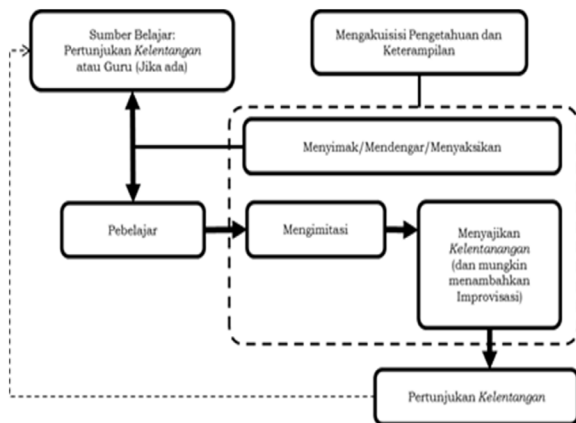 Sumber Belajar:
Pertunjukan Kelentangan
atau Guru (Jika ada)
Mengakuisisi Pengetahuan dan
Keterampilan
Menyimak/Mendengar/Menyaksikan
Pebelajar
Mengimitasi
Menyajikan
Kelentanangan
(dan mungkin
menambahkan
Improvisasi)
Pertunjukan Kelentangan